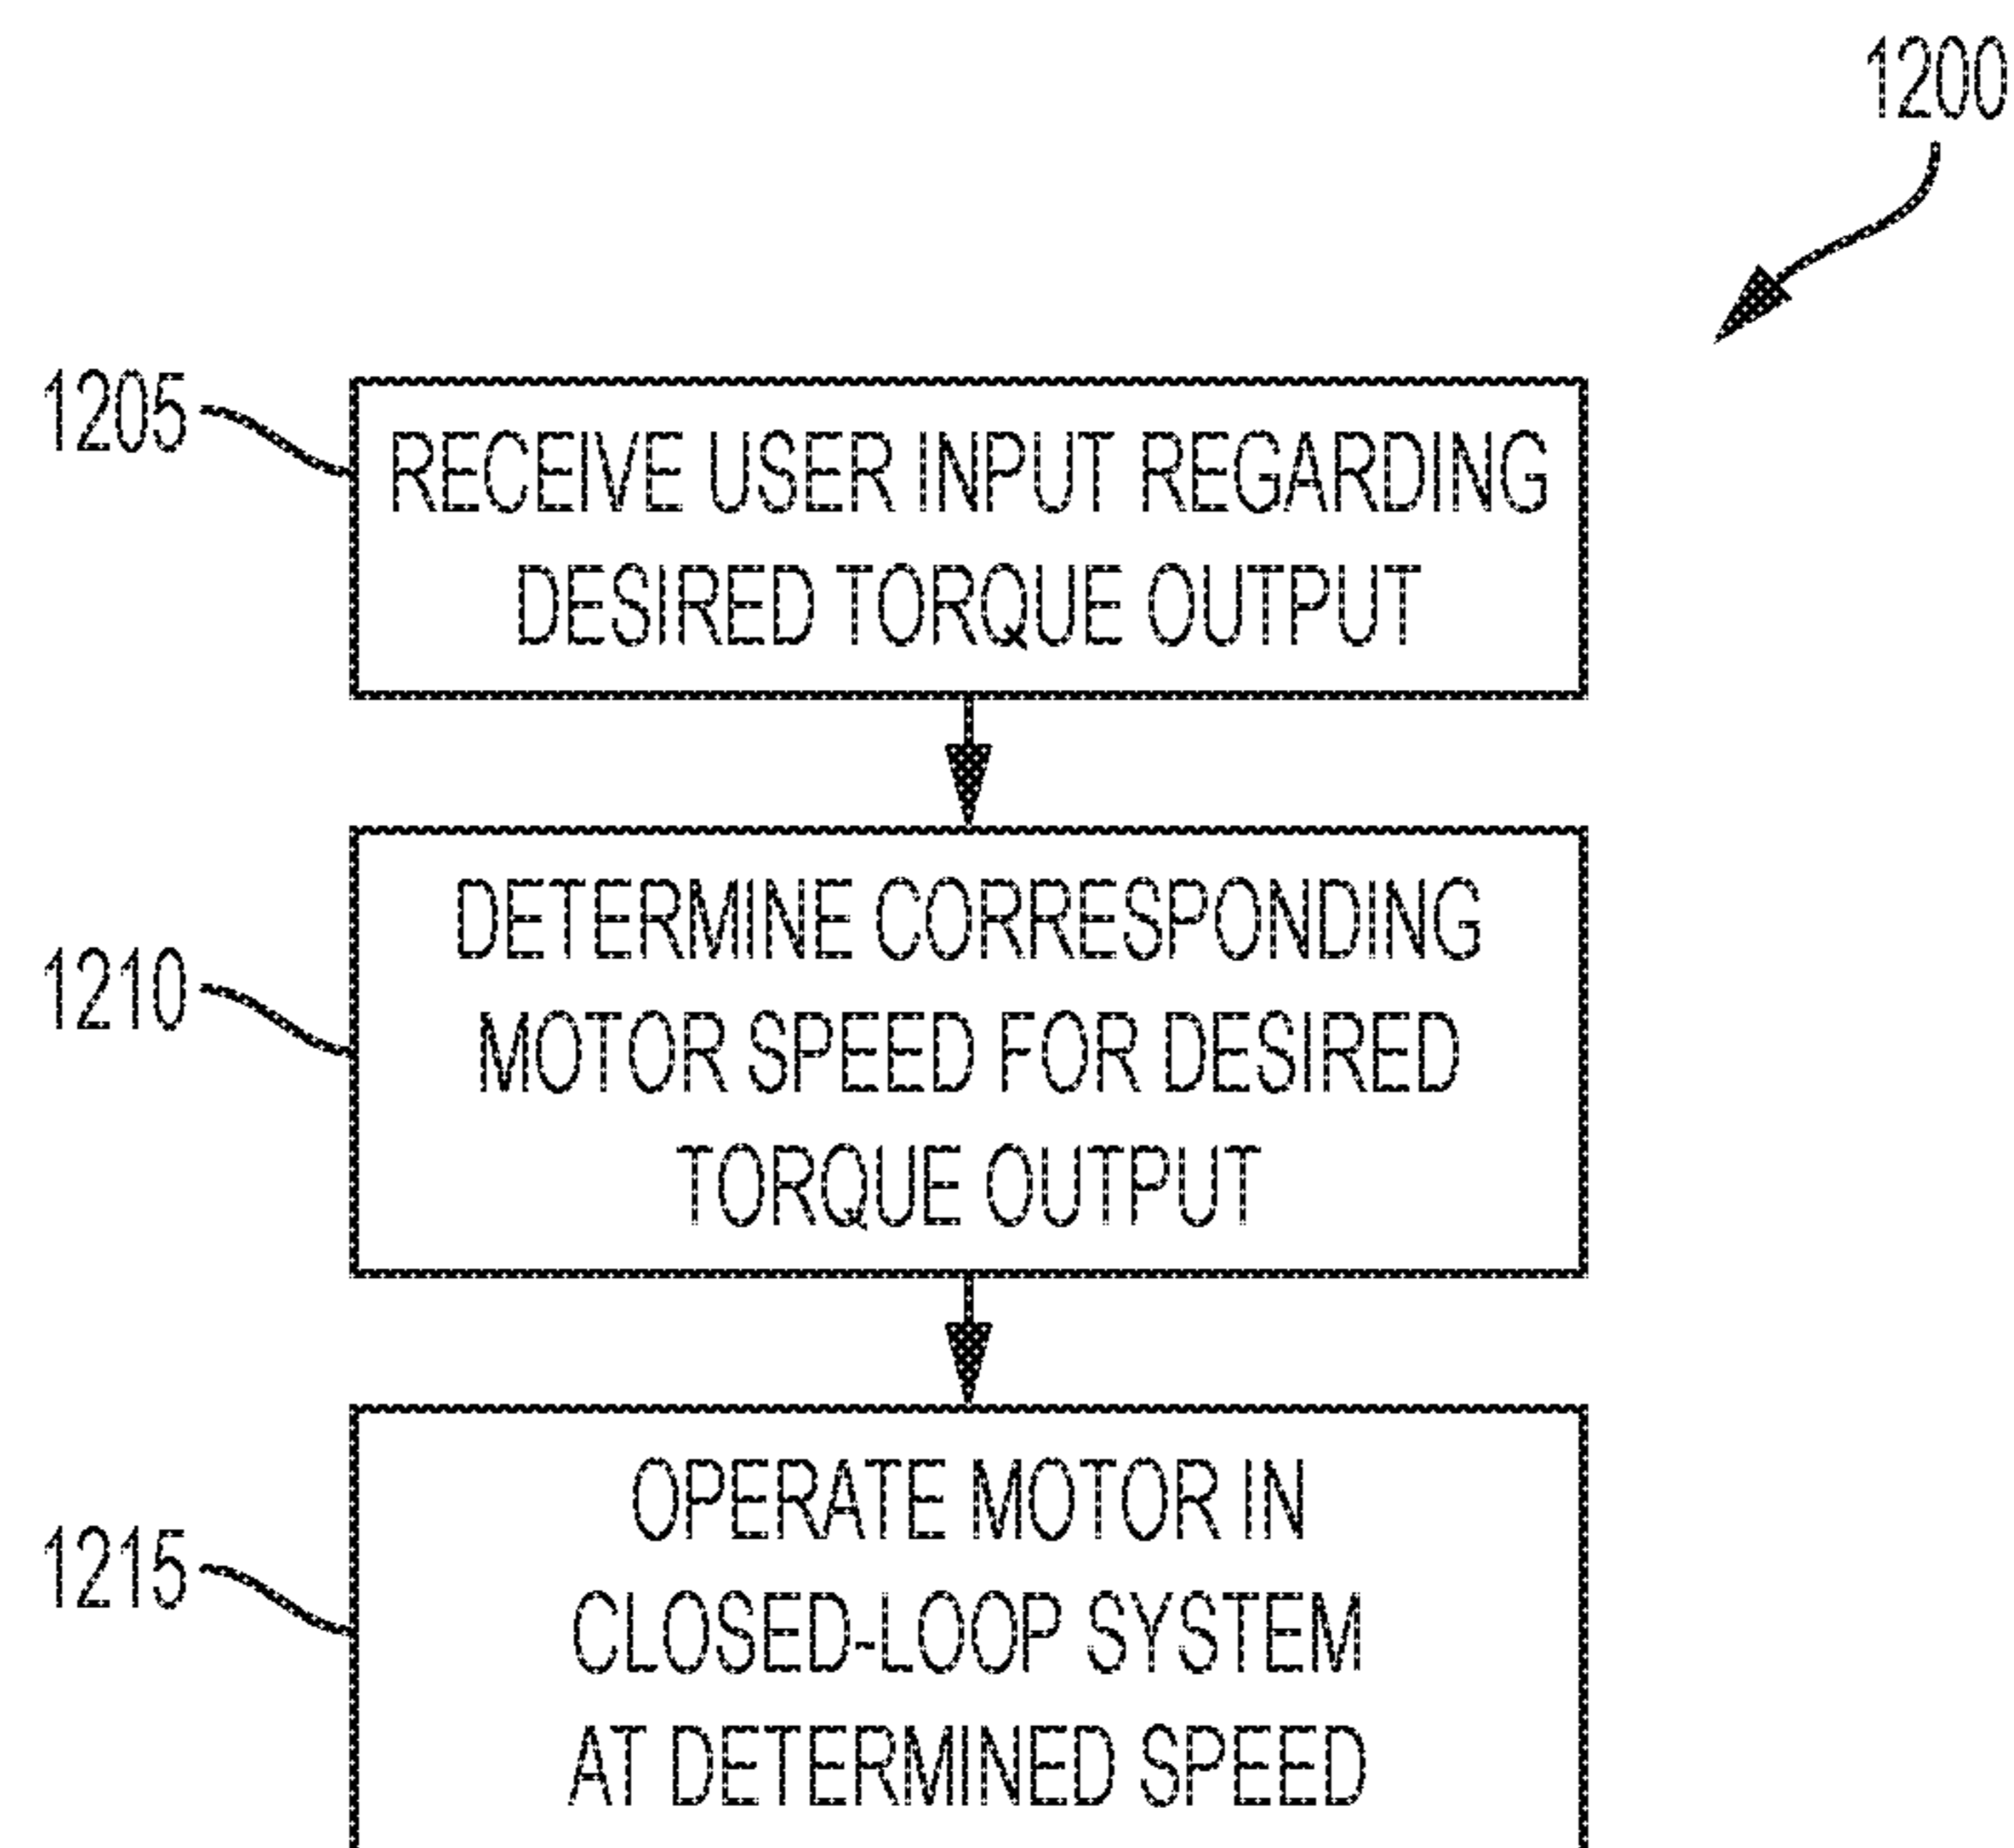 1200
1205
RECEIVE USER INPUT REGARDING
DESIRED TORQUE OUTPUT
1210
DETERMINE CORRESPONDING
MOTOR SPEED FOR DESIRED
TORQUE OUTPUT
1215
OPERATE MOTOR IN
CLOSED-LOOP SYSTEM
AT DETERMINED SPEED